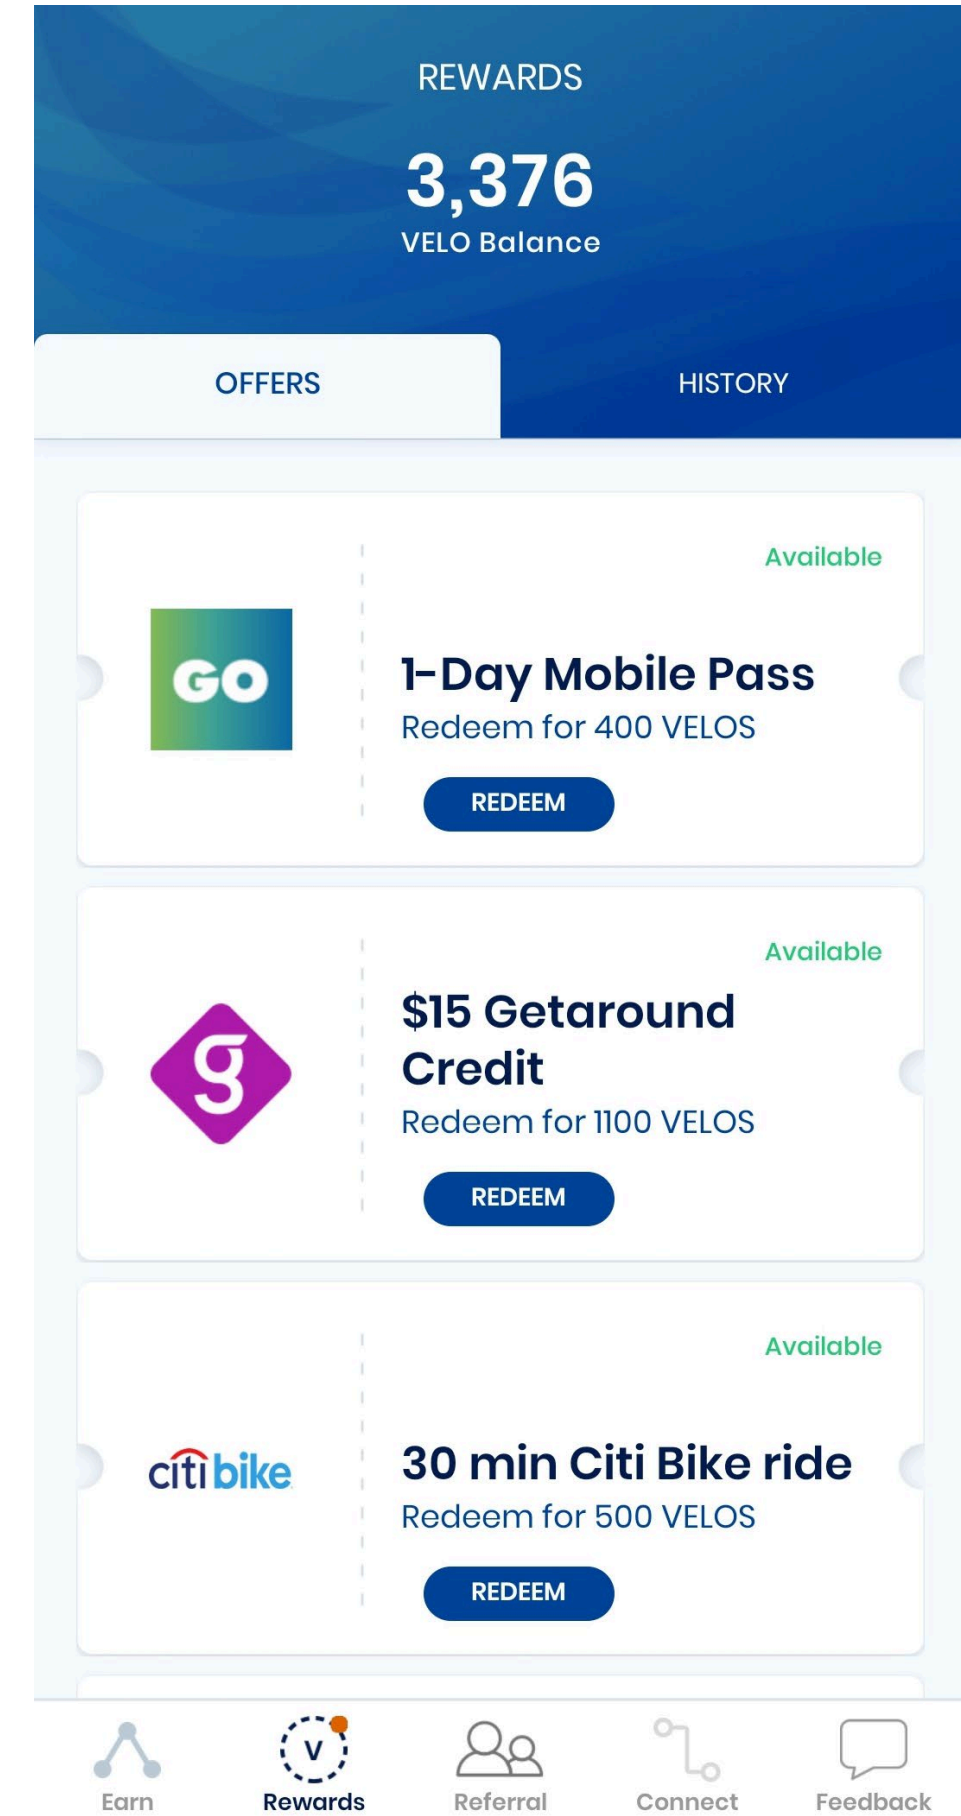 REWARDS
3,376
VELO Balance
OFFERS
HISTORY
Available
GO
1-Day Mobile Pass
Redeem for 400 VELOS
REDEEM
Available
g
$15 Getaround
Credit
Redeem for 1100 VELOS
REDEEM
Available
citi bike
30 min Citi Bike ride
Redeem for 500 VELOS
REDEEM
V
Earn
Rewards
Referral
Connect
Feedback